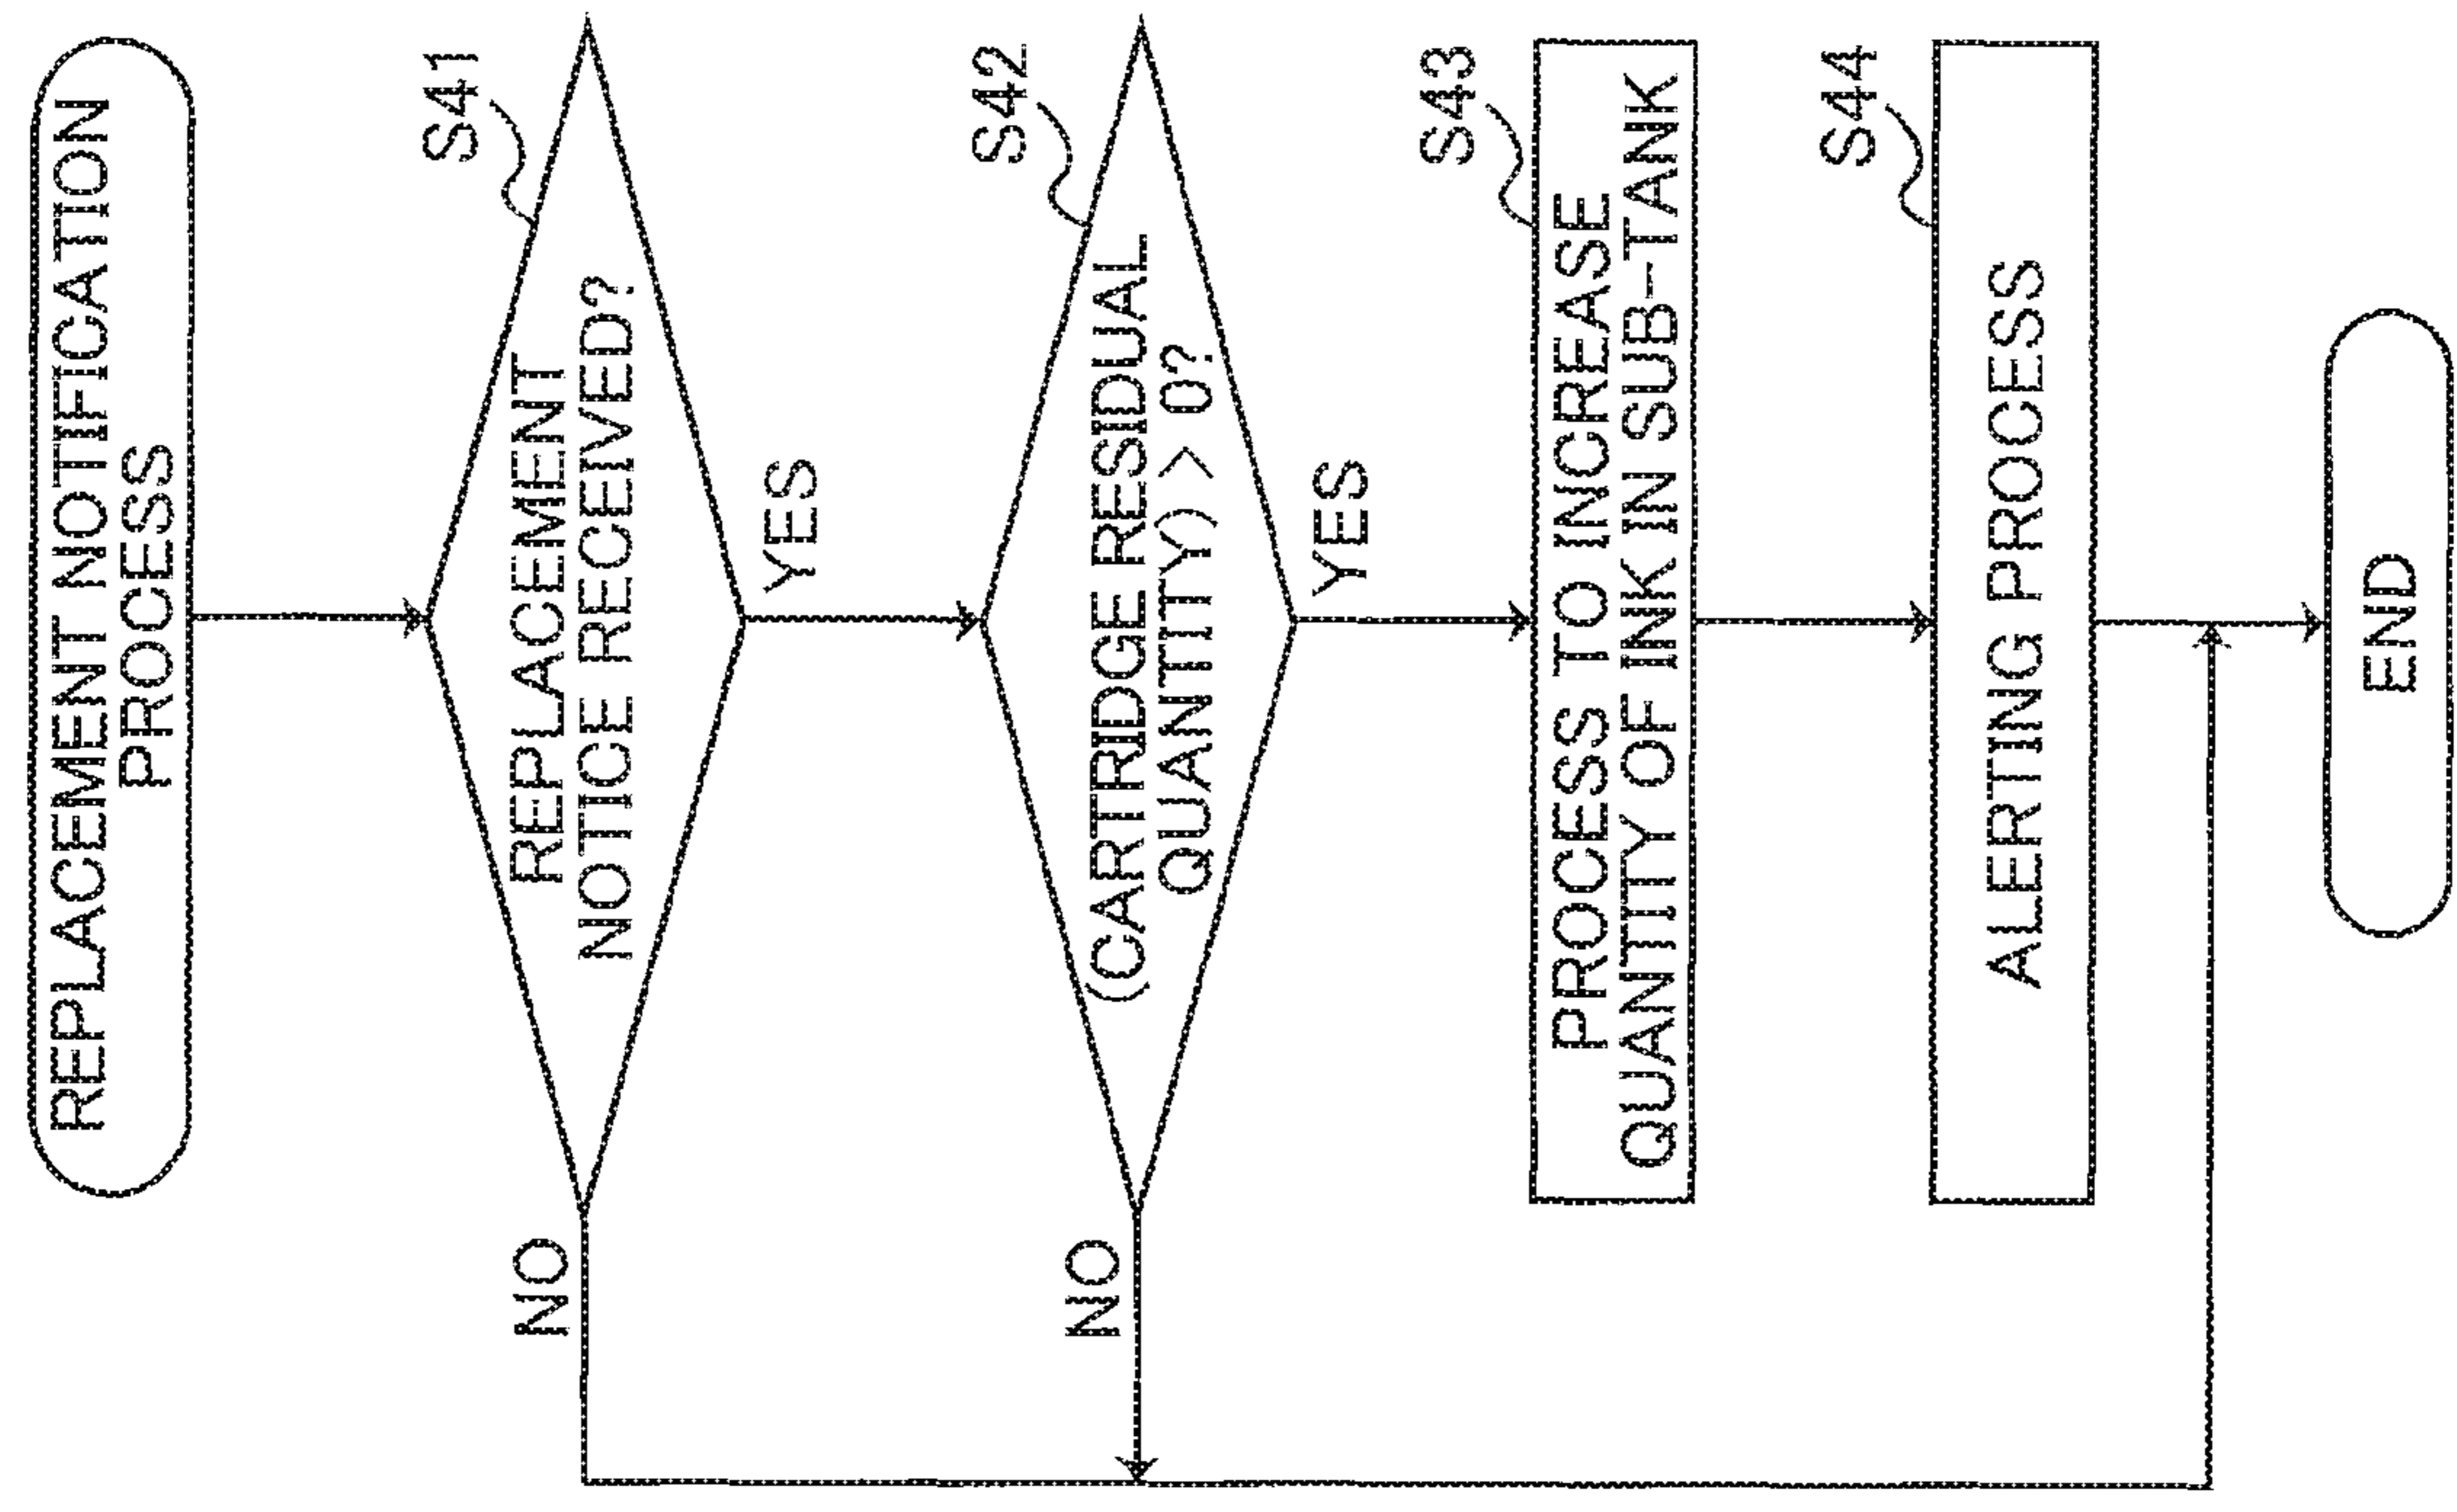 REPLACEMENT NOTIFICATION
PROCESS
S41
REPLACEMENT
NOTICE RECEIVED?
NO
YES
S42
(CARTRIDGE RESIDUAL
QUANTITY) > 0?
NO
YES
S43
PROCESS TO INCREASE
QUANTITY OF INK IN SUB-TANK
S44
ALERTING PROCESS
END